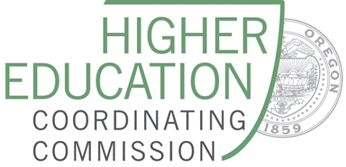 HIGHER
EDUCATION
COORDINATING
COMMISSION
OREGON
1859